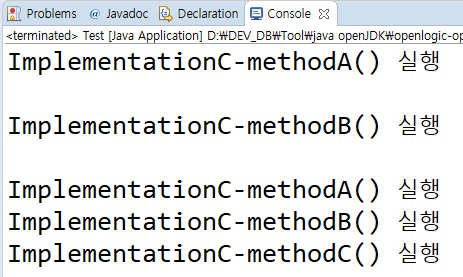 Problems @ Javadoc Declaration Console
<terminated> Test [Java Application] D:₩DEV_DB₩Tool₩java openJDK₩openlogic-op
ImplementationC-methodA() 실행
ImplementationC-methodB() 실행
ImplementationC-methodA() 실행
ImplementationC-methodB() 실행
ImplementationC-methodC() 실행